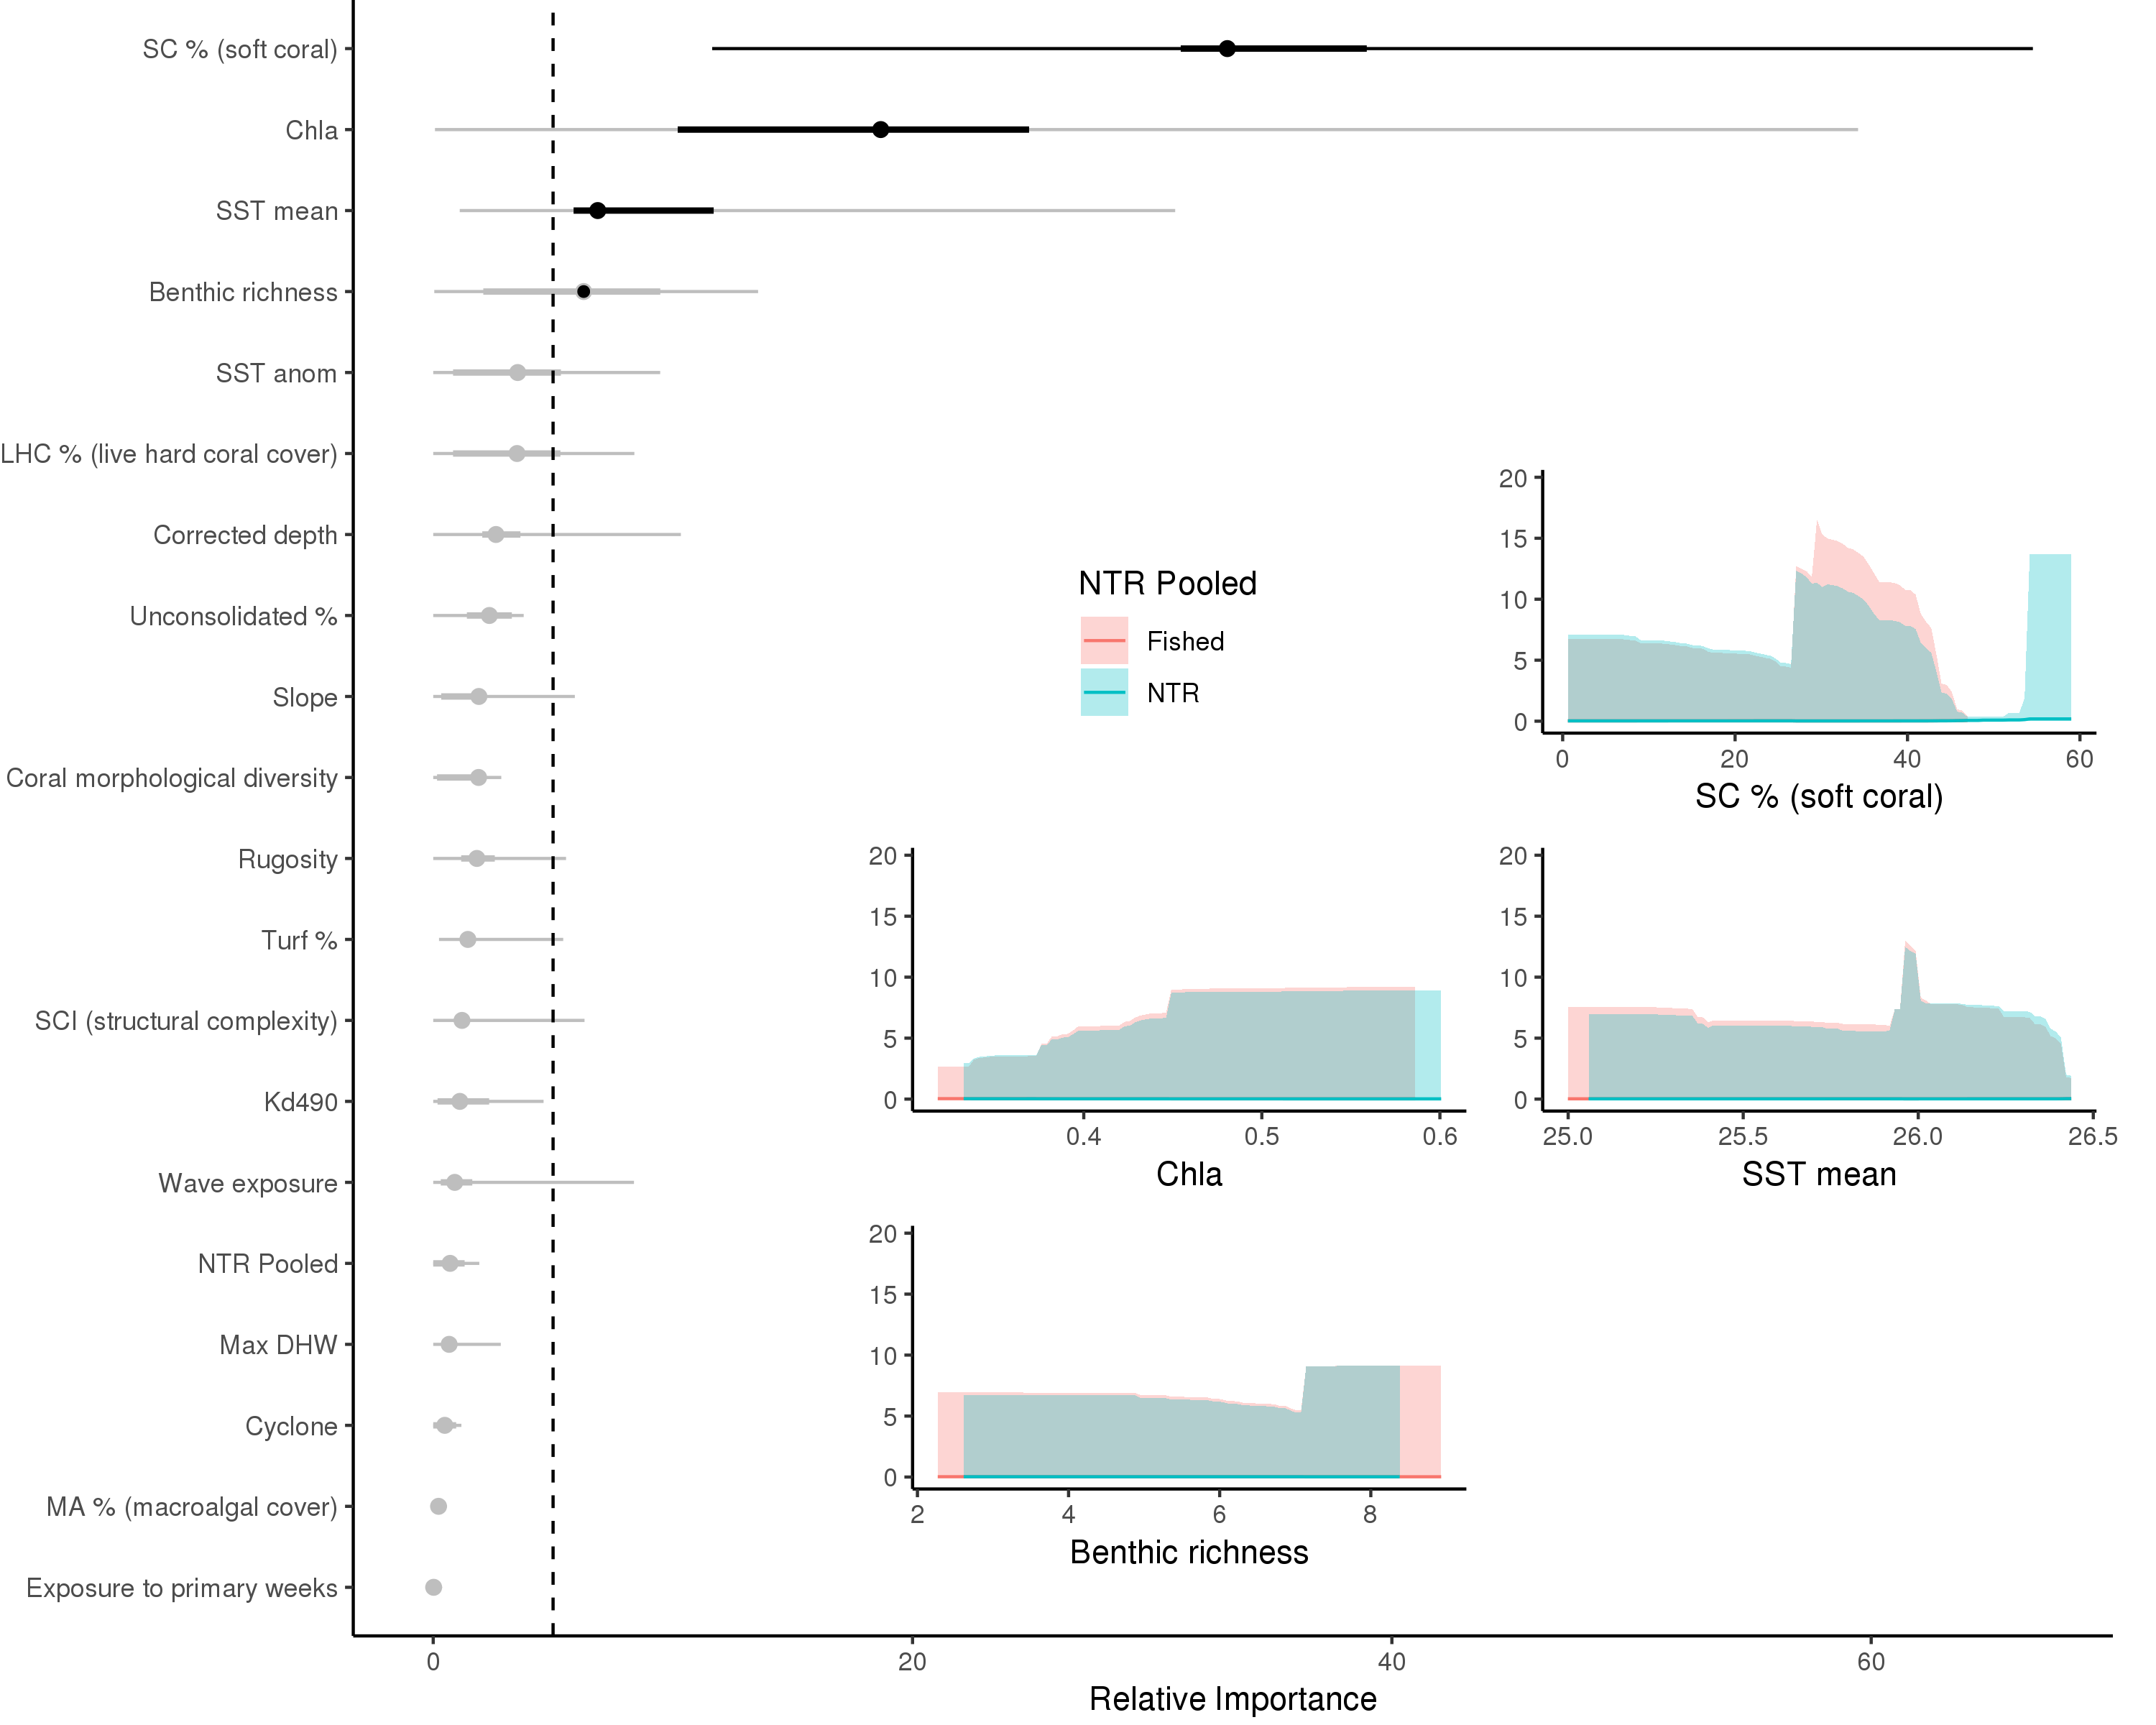 SC % (soft coral)
Chla
SST mean
Benthic richness
SST anom
LHC % (live hard coral cover)
Corrected depth
Unconsolidated %
Slope
Coral morphological diversity
Rugosity
Turf %
SCI (structural complexity)
Kd490
Wave exposure
NTR Pooled
Max DHW
Cyclone
MA % (macroalgal cover)
Exposure to primary weeks
0 20 40 60
Relative Importance
NTR Pooled
Fished
NTR
20
15
10
5
0
0 20 40 60
SC % (soft coral)
20
15
10
5
0
0.4 0.5 0.6
Chla
20
15
10
5
0
25.0 25.5 26.0 26.5
SST mean
20
15
10
5
0
2 4 6 8
Benthic richness